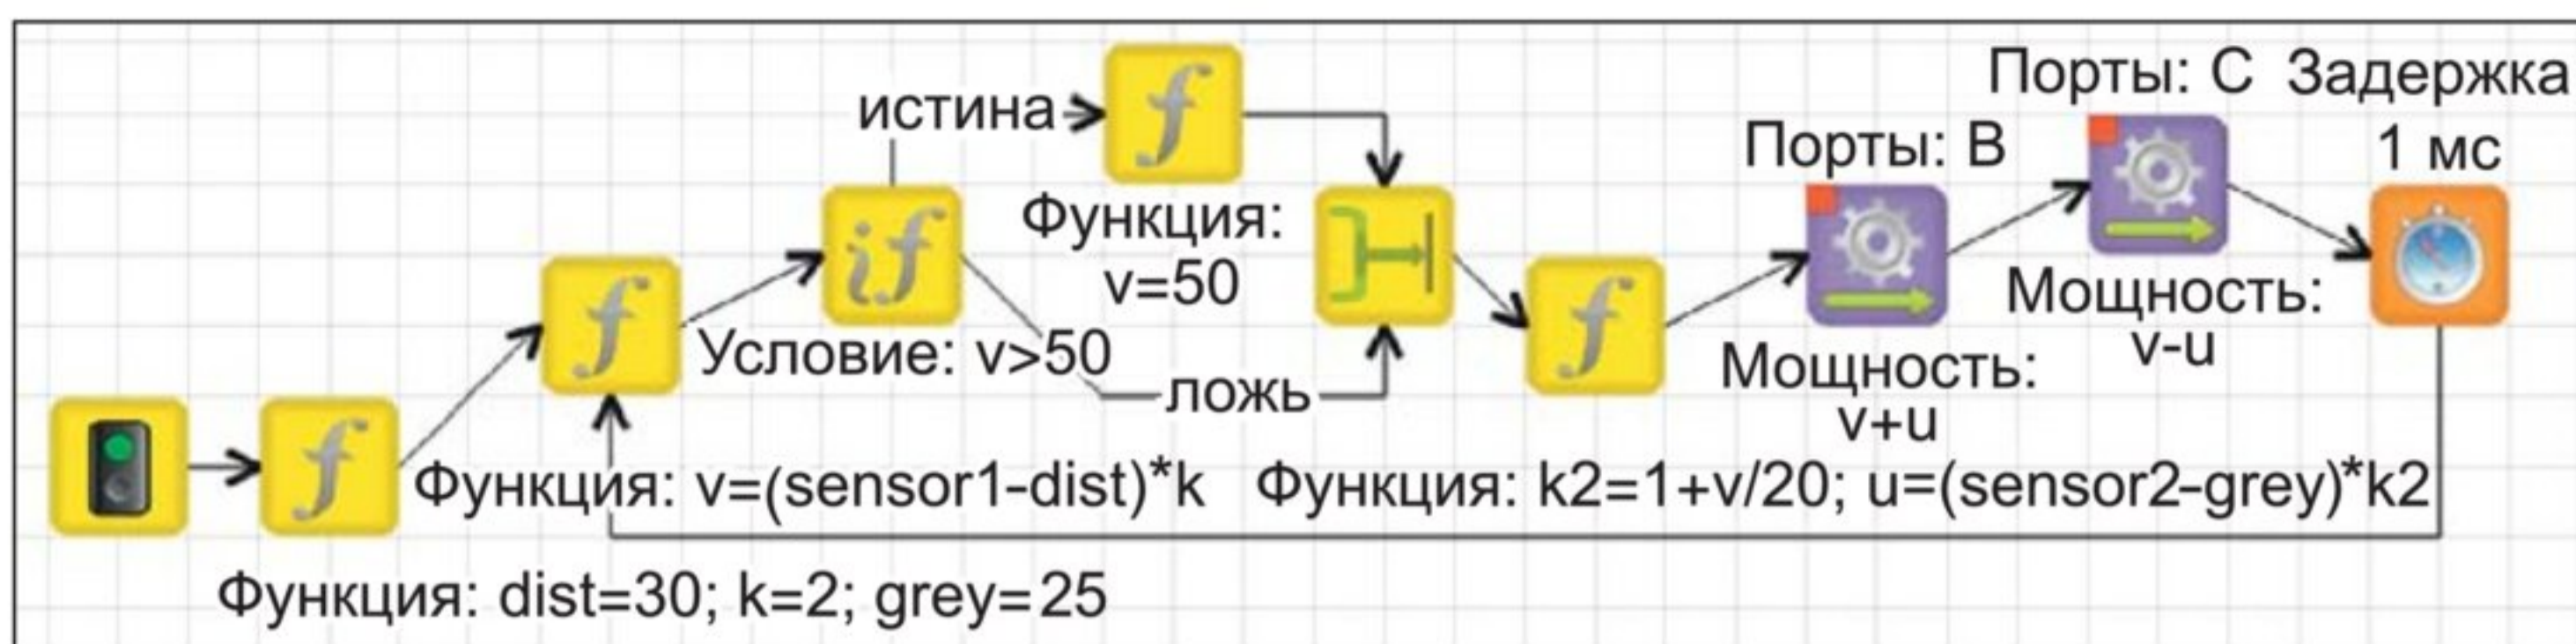 Порты: C Задержка
истина
Порты: B
1 мс
Функция:
v=50
if
Условие: v>50
ложь
Мощность:
v-u
Мощность:
v+u
Функция: v=(sensor1-dist)*k
Функция: k2=1+v/20; u=(sensor2-grey)*k2
Функция: dist=30; k=2; grey=25
f
f
f
f